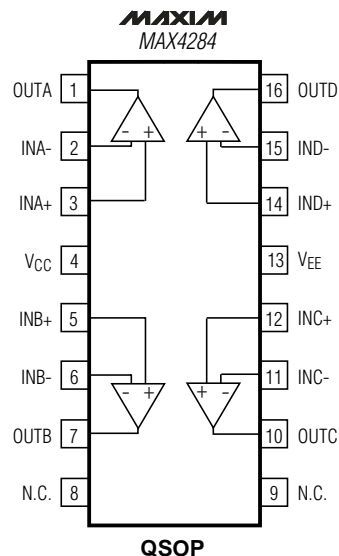 MAXIM
MAX4284
OUTA 1 16 OUTD
- + + -
INA- 2 15 IND-
INA+ 3 14 IND+
VCC 4 13 VEE
INB+ 5 12 INC+
INB- 6 11 INC-
- + + -
OUTB 7 10 OUTC
N.C. 8 9 N.C.
QSOP